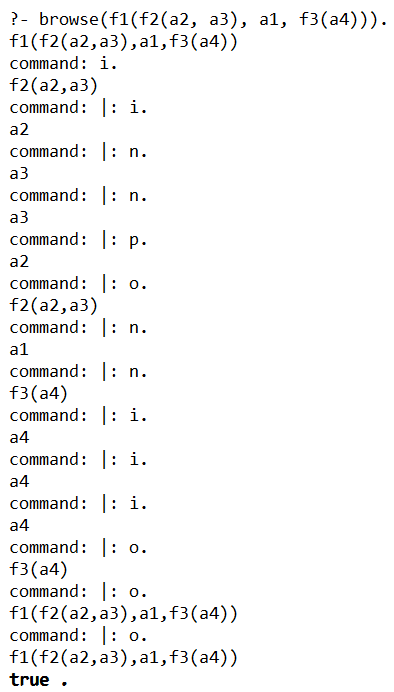 ?- browse(f1(f2(a2, a3), a1, f3(a4))).
f1(f2(a2,a3),a1,f3(a4))
command: i.
f2(a2,a3)
command: |: i.
a2
command: |: n.
a3
command: |: n.
a3
command: |: p.
a2
command: |: o.
f2(a2,a3)
command: |: n.
a1
command: |: n.
f3(a4)
command: |: i.
a4
command: |: i.
a4
command: |: i.
a4
command: |: o.
f3(a4)
command: |: o.
f1(f2(a2,a3),a1,f3(a4))
command: |: o.
f1(f2(a2,a3),a1,f3(a4))
true .